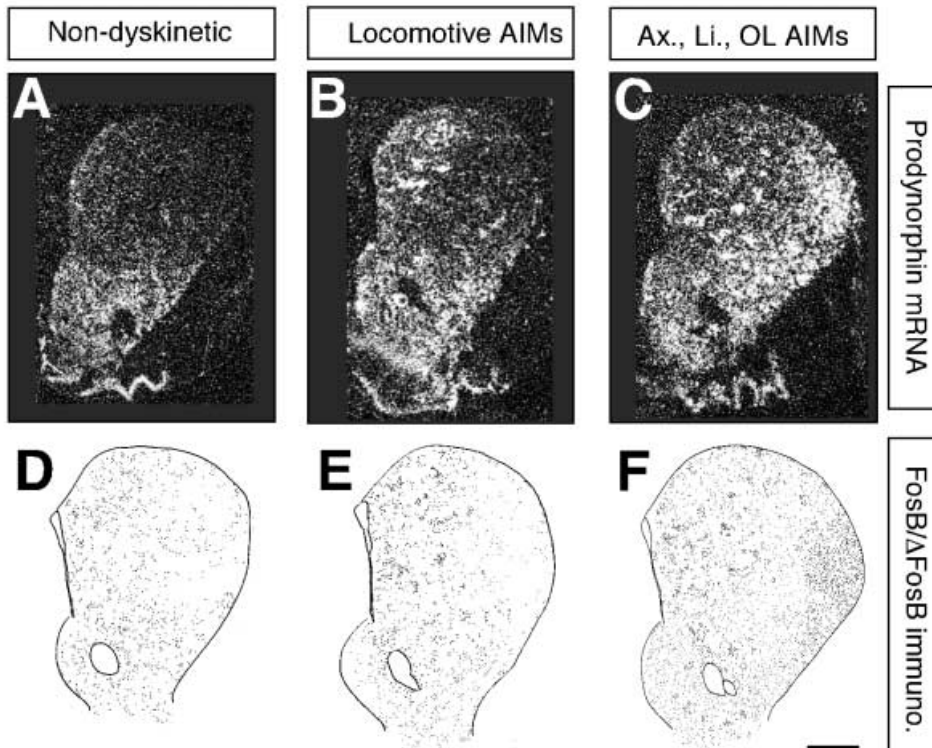 Non-dyskinetic
Locomotive AIMs
Ax., Li., OL AIMs
A
B
C
Prodynorphin mRNA
D
E
F
FosB/ΔFosB immuno.